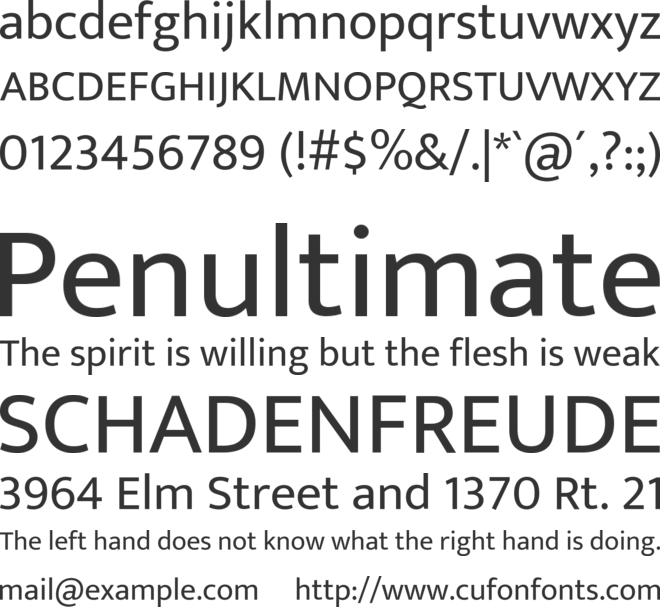 abcdefghijklmnopqrstuvwxyz
ABCDEFGHIJKLMNOPQRSTUVWXYZ
0123456789 (!#$%&/.|*`@´,?:;)
Penultimate
The spirit is willing but the flesh is weak
SCHADENFREUDE
3964 Elm Street and 1370 Rt. 21
The left hand does not know what the right hand is doing.
mail@example.com http://www.cufonfonts.com